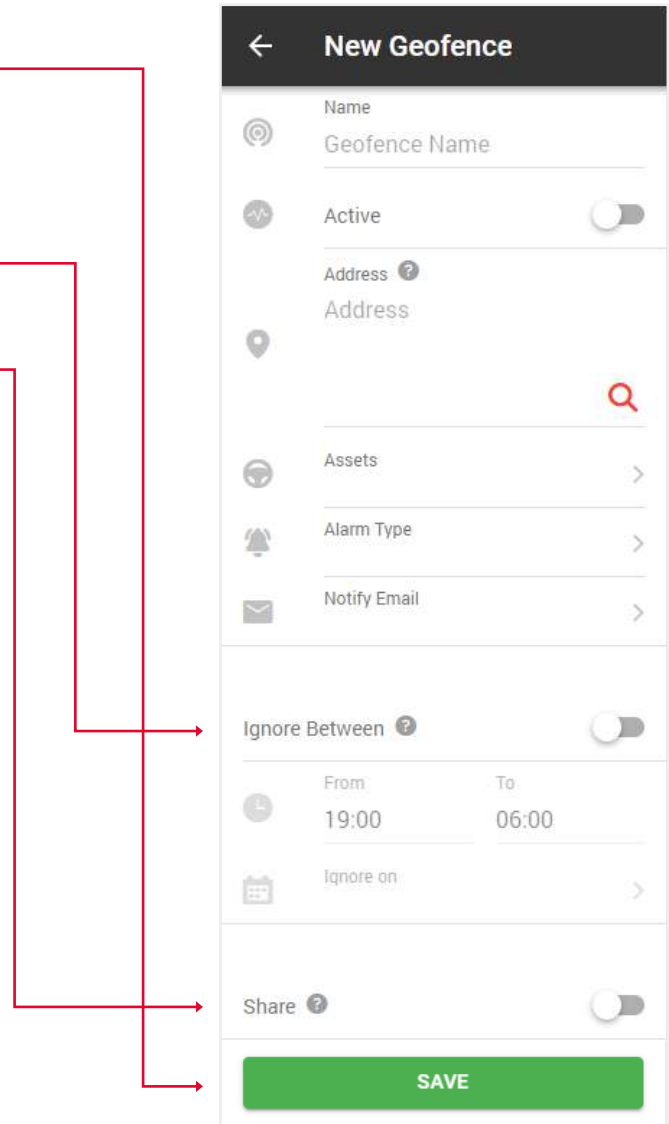 New Geofence
Name
Geofence Name
Active
Address ?
Address
Assets
Alarm Type
Notify Email
Ignore Between ?
From To
19:00 06:00
Ignore on
Share ?
SAVE